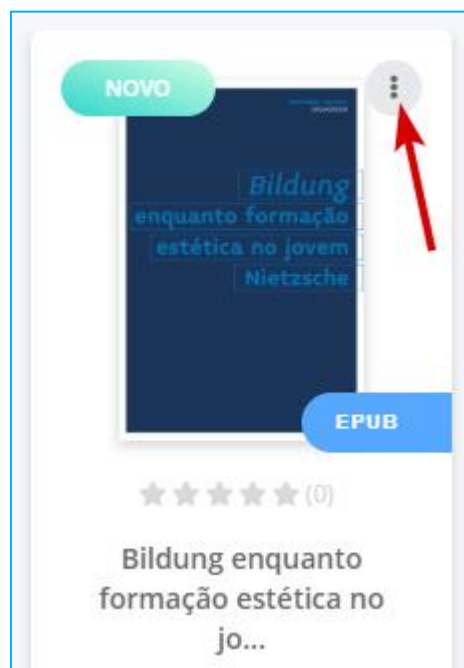 NOVO
Bildung
enquanto formação
estética no jovem
Nietzsche
EPUB
(0)
Bildung enquanto
formação estética no
jo...